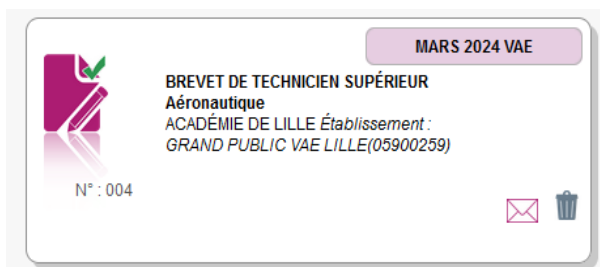 MARS 2024 VAE
BREVET DE TECHNICIEN SUPÉRIEUR
Aéronautique
ACADÉMIE DE LILLE Établissement :
GRAND PUBLIC VAE LILLE(05900259)
N° : 004